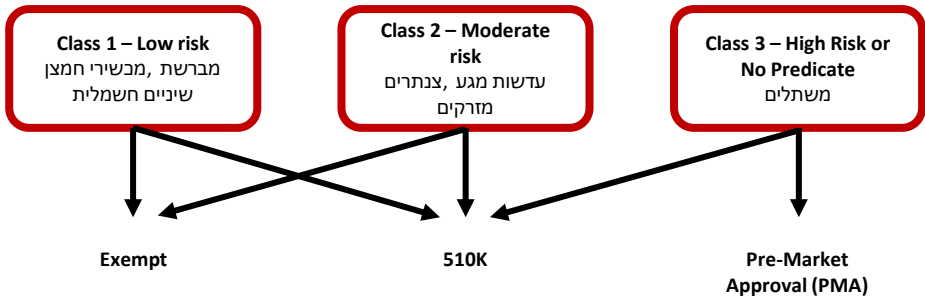 Class 1 – Low risk
מברשת ,מכשירי חמצן
שיניים חשמלית
Class 2 – Moderate
risk
עדשות מגע ,צנתרים
מזרקים
Class 3 – High Risk or
No Predicate
משתלים
Exempt
510K
Pre-Market
Approval (PMA)